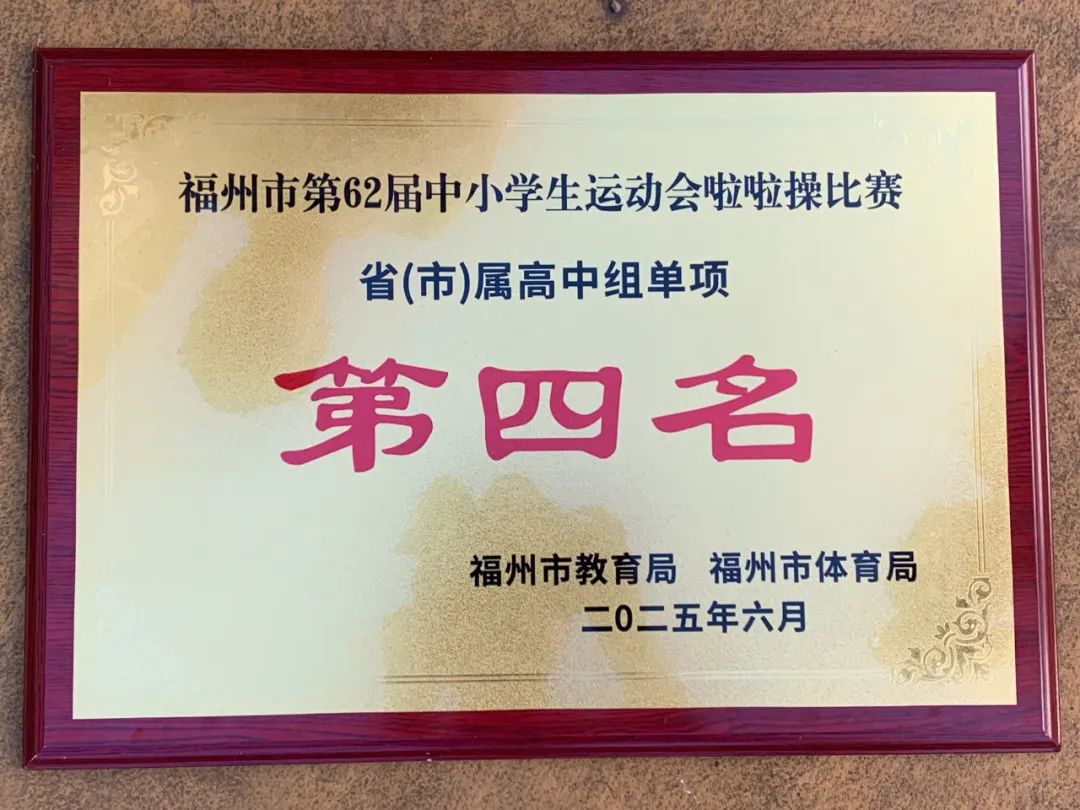 福州市第62届中小学生运动会啦啦操比赛
省(市)属高中组单项
第四名
福州市教育局 福州市体育局
二0二五年六月